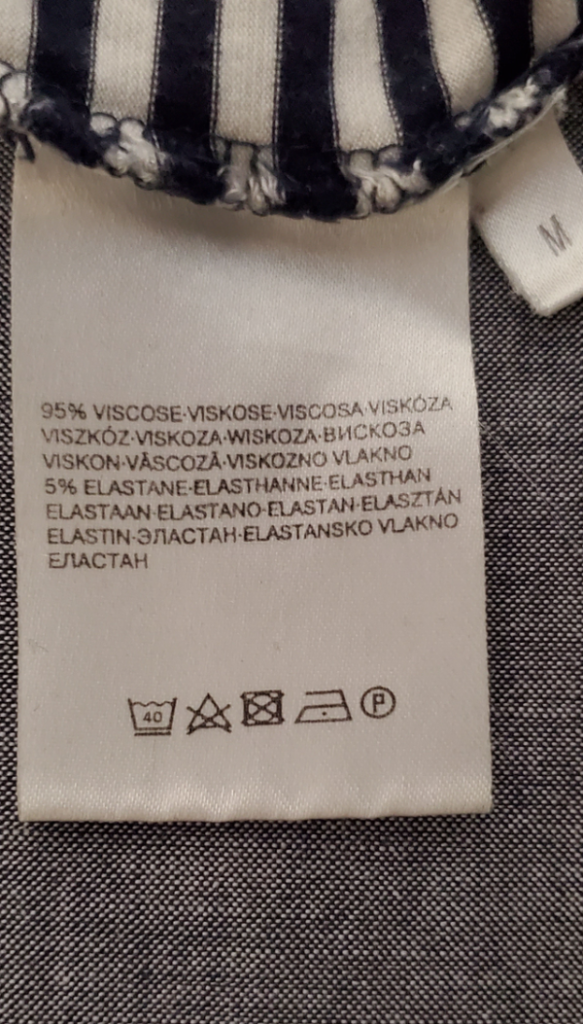 M
95% VISCOSE·VISKOSE·VISCOSA·VISKÓZA
VISZKÓZ·VISKOZA·WISKOZA·ВИСКОЗА
VISKON·VÂSCOZĂ·VISKOZNO VLAKNO
5% ELASTANE·ELASTHANNE·ELASTHAN
ELASTAAN·ELASTANO·ELASTAN·ELASZTÁN
ELASTIN·ЭЛАСТАН·ELASTANSKO VLAKNO
ЕЛАСТАН
40 P